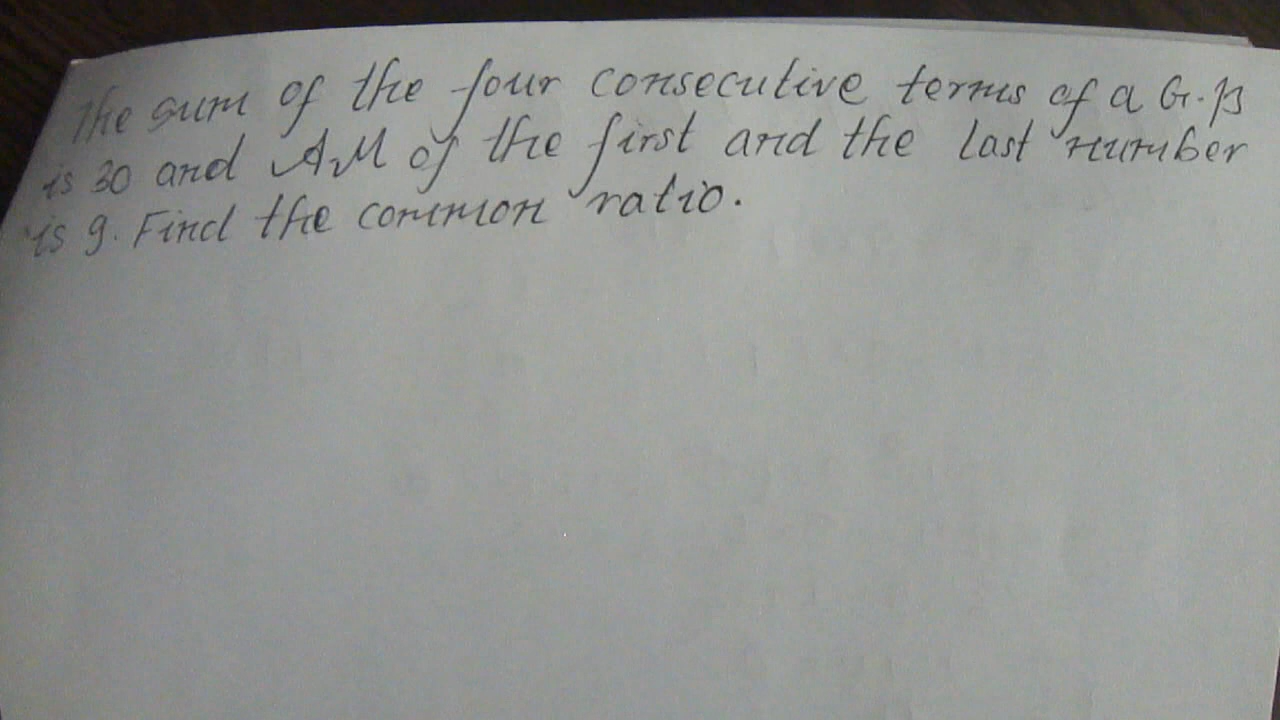 The sum of the four consecutive terms of a G.P
is 30 and AM of the first and the last number
is 9. Find the common ratio.